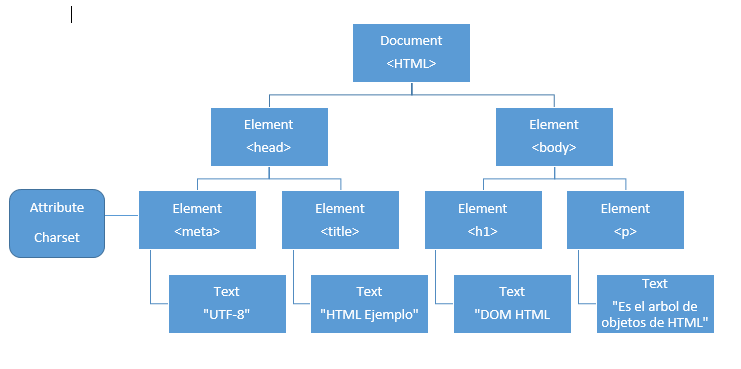 Document
<HTML>
Element
<head>
Element
<body>
Attribute
Charset
Element
<meta>
Element
<title>
Element
<h1>
Element
<p>
Text
"UTF-8"
Text
"HTML Ejemplo"
Text
"DOM HTML
Text
"Es el arbol de
objetos de HTML"